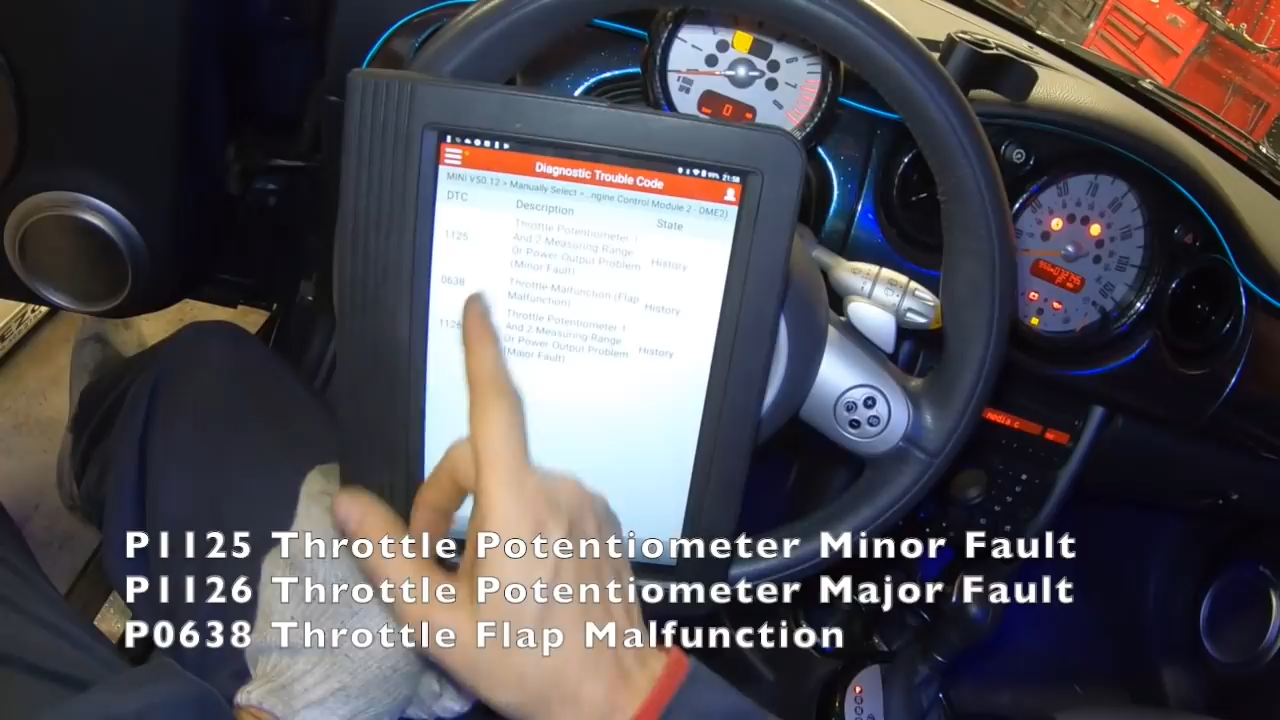 21:58
Diagnostic Trouble Code
MINI V50.12 > Manually Select > ...ngine Control Module 2 - DME2)
DTC Description State
1125 Throttle Potentiometer 1
And 2 Measuring Range
Or Power Output Problem
(Minor Fault) History
0638 Throttle Malfunction (Flap
Malfunction) History
1126 Throttle Potentiometer 1
And 2 Measuring Range
Or Power Output Problem
(Major Fault) History
P1125 Throttle Potentiometer Minor Fault
P1126 Throttle Potentiometer Major Fault
P0638 Throttle Flap Malfunction